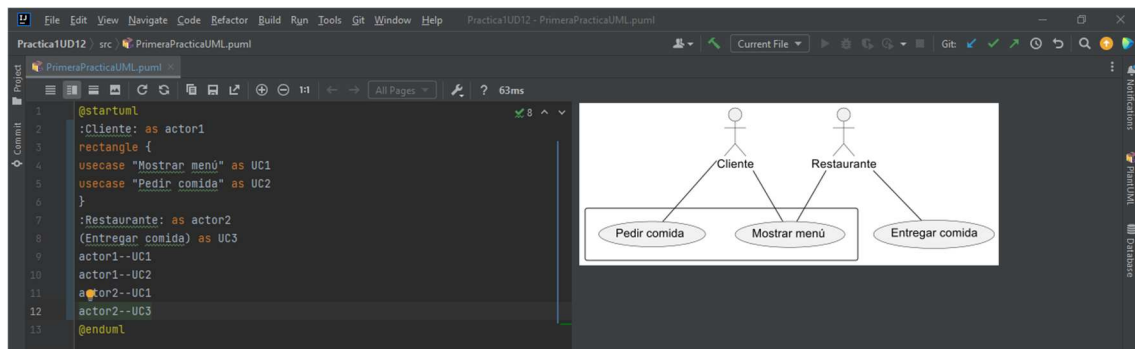 IJ File Edit View Navigate Code Refactor Build Run Tools Git Window Help Practica1UD12 - PrimeraPracticaUML.puml
Practica1UD12 src PrimeraPracticaUML.puml Current File Git:
Project
PrimeraPracticaUML.puml
1:1 All Pages ? 63ms
1 @startuml
8
2 :Cliente: as actor1
3 rectangle {
4 usecase "Mostrar menú" as UC1
5 usecase "Pedir comida" as UC2
6 }
7 :Restaurante: as actor2
8 (Entregar comida) as UC3
9 actor1--UC1
10 actor1--UC2
11 actor2--UC1
12 actor2--UC3
13 @enduml
Commit
Cliente Restaurante
Pedir comida Mostrar menú Entregar comida
Notifications
PlantUML
Database